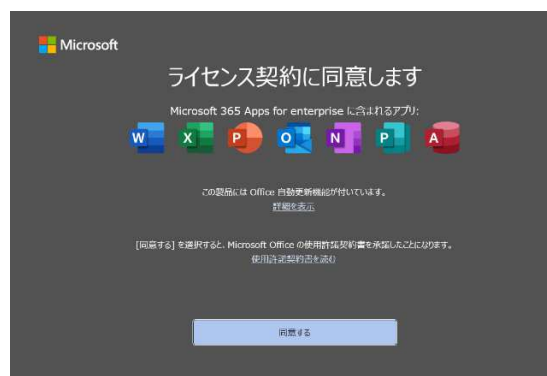 Microsoft
ライセンス契約に同意します
Microsoft 365 Apps for enterprise に含まれるアプリ:
W X P O N P A
この製品には Office 自動更新機能が付いています。
詳細を表示
[同意する] を選択すると、Microsoft Office の使用許諾契約書を承諾したことになります。
使用許諾契約書を読む
同意する